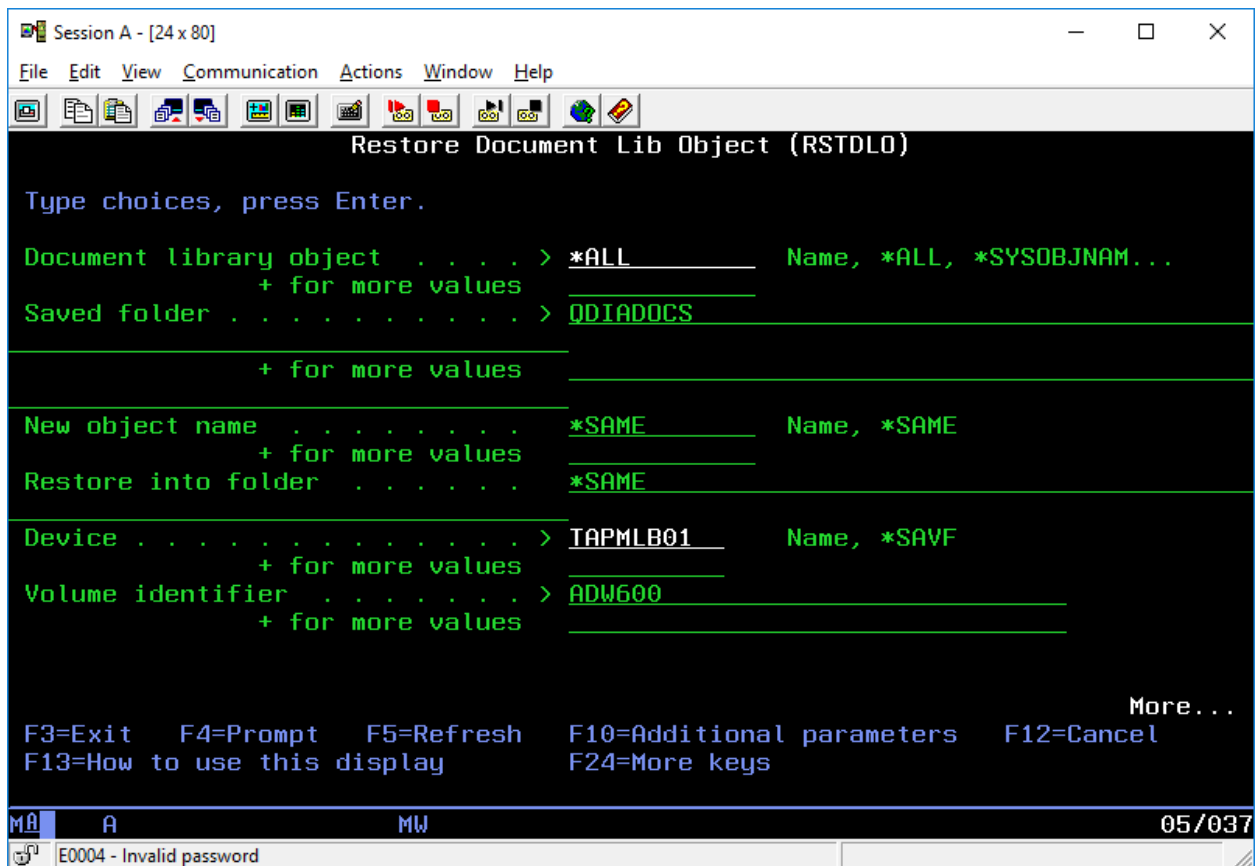 Session A - [24 x 80]
File Edit View Communication Actions Window Help
Restore Document Lib Object (RSTDLO)
Type choices, press Enter.
Document library object . . . . > *ALL Name, *ALL, *SYSOBJNAM...
+ for more values
Saved folder . . . . . . . . . . > QDIADOCS
+ for more values
New object name . . . . . . . . *SAME Name, *SAME
+ for more values
Restore into folder . . . . . . *SAME
Device . . . . . . . . . . . . . > TAPMLB01 Name, *SAVF
+ for more values
Volume identifier . . . . . . . > ADW600
+ for more values
More...
F3=Exit F4=Prompt F5=Refresh F10=Additional parameters F12=Cancel
F13=How to use this display F24=More keys
MA A MW 05/037
E0004 - Invalid password